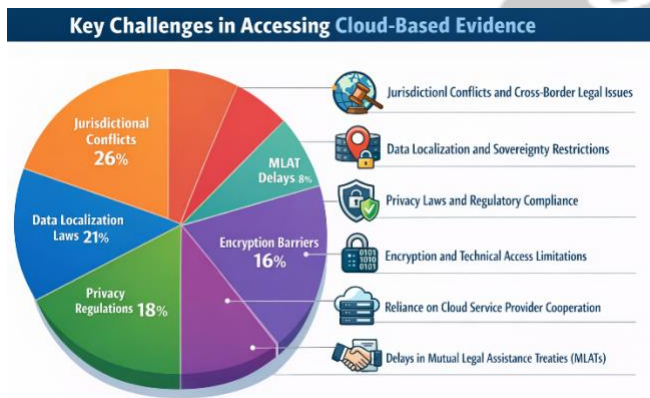 Key Challenges in Accessing Cloud-Based Evidence
Jurisdictional
Conflicts
26%
Data Localization
Laws 21%
Privacy
Regulations 18%
MLAT
Delays 8%
Encryption Barriers
16%
Jurisdictionl Conflicts and Cross-Border Legal Issues
Data Localization and Sovereignty Restrictions
Privacy Laws and Regulatory Compliance
Encryption and Technical Access Limitations
0101
1010
0101
Reliance on Cloud Service Provider Cooperation
Delays in Mutual Legal Assistance Treaties (MLATs)